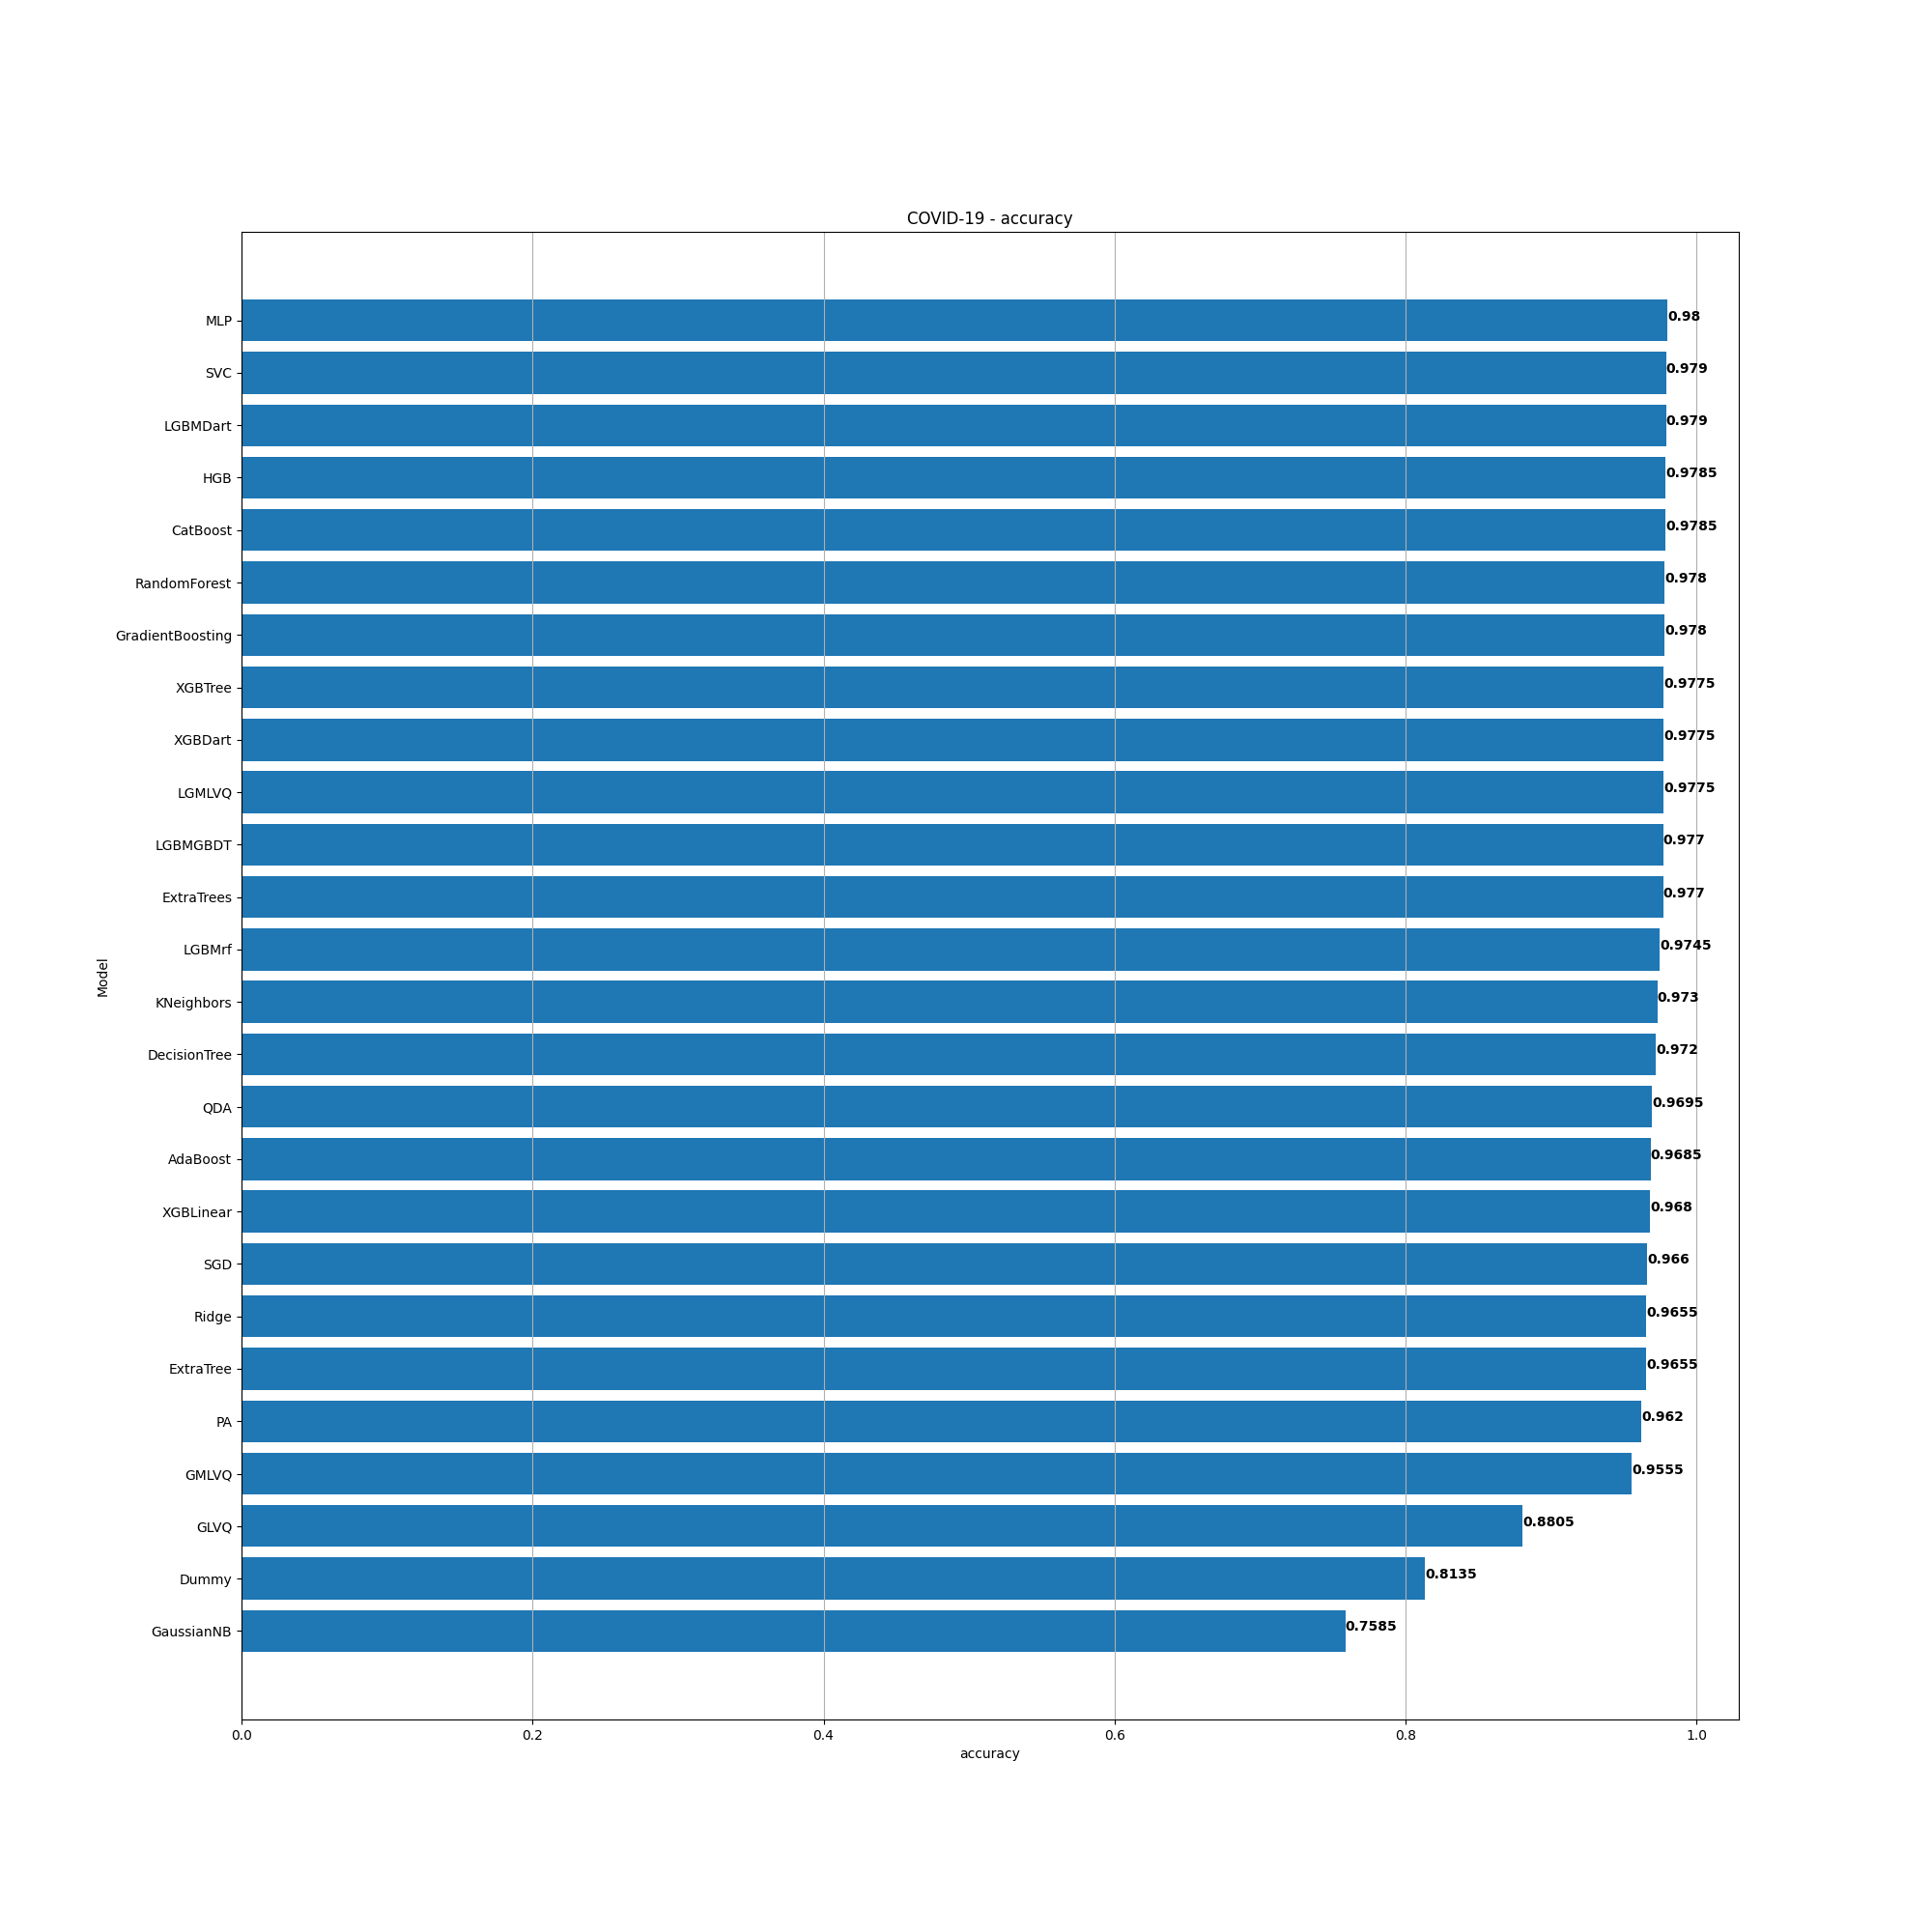 COVID-19 - accuracy
MLP 0.98
SVC 0.979
LGBMDart 0.979
HGB 0.9785
CatBoost 0.9785
RandomForest 0.978
GradientBoosting 0.978
XGBTree 0.9775
XGBDart 0.9775
LGMLVQ 0.9775
LGBMGBDT 0.977
ExtraTrees 0.977
LGBMrf 0.9745
KNeighbors 0.973
DecisionTree 0.972
QDA 0.9695
AdaBoost 0.9685
XGBLinear 0.968
SGD 0.966
Ridge 0.9655
ExtraTree 0.9655
PA 0.962
GMLVQ 0.9555
GLVQ 0.8805
Dummy 0.8135
GaussianNB 0.7585
Model
0.0 0.2 0.4 0.6 0.8 1.0
accuracy